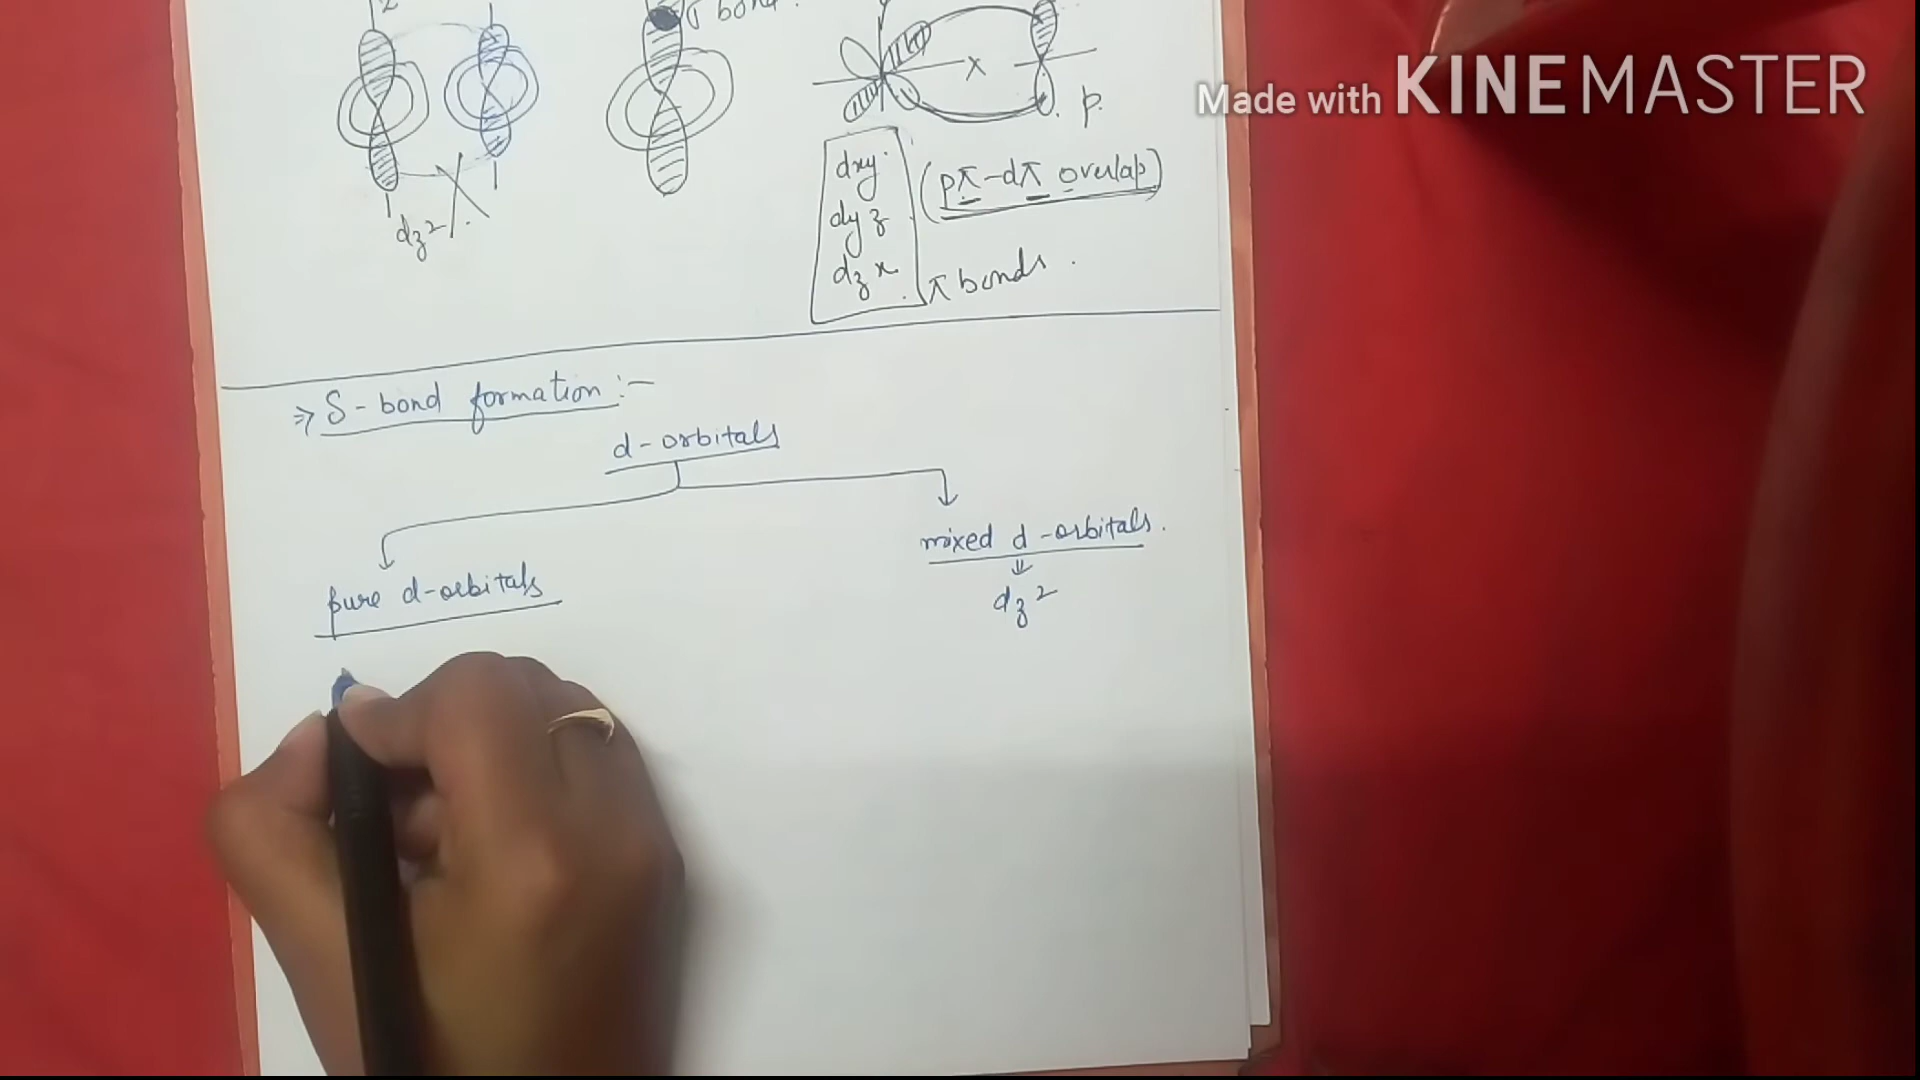 σ bond.
Made with KINEMASTER
x
p.
dz²
dxy
dyz
dzx
(pπ-dπ overlap)
π bonds.
⇒ δ-bond formation:-
d-orbitals
mixed d-orbitals.
dz²
pure d-orbitals